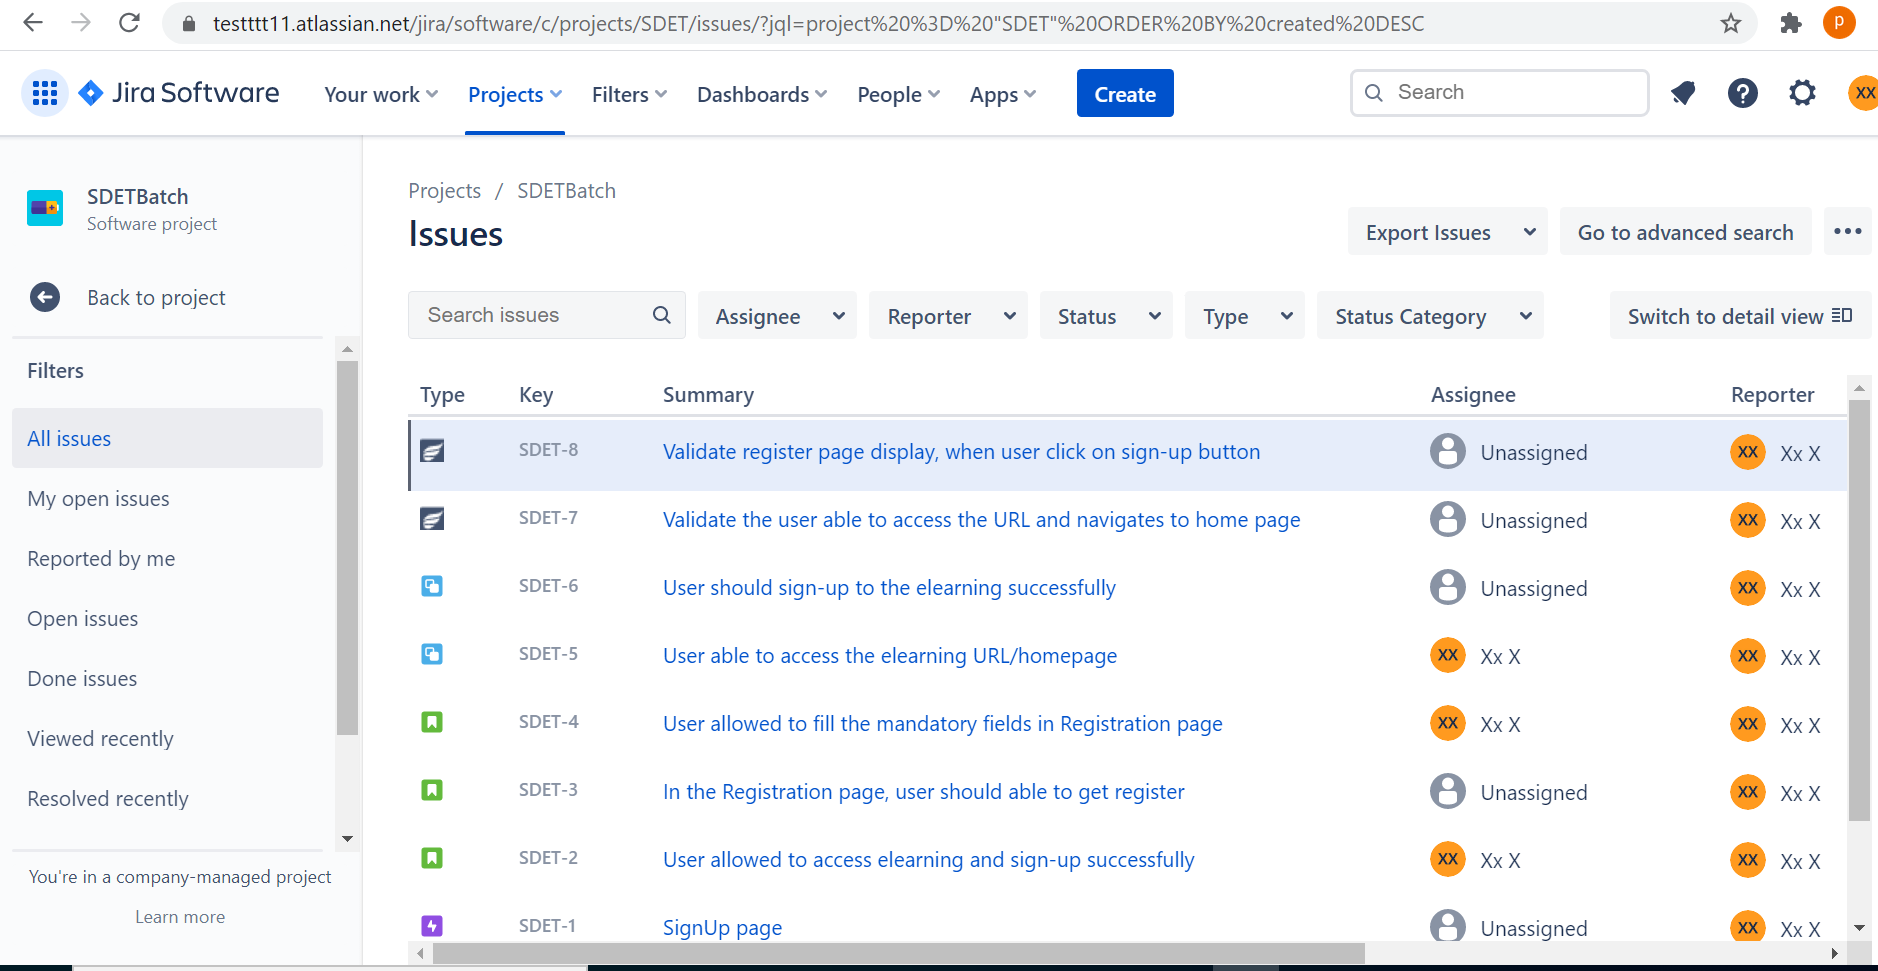 testttt11.atlassian.net/jira/software/c/projects/SDET/issues/?jql=project%20%3D%20"SDET"%20ORDER%20BY%20created%20DESC
p
Jira Software
Your work
Projects
Filters
Dashboards
People
Apps
Create
Search
XX
SDETBatch
Software project
Back to project
Filters
All issues
My open issues
Reported by me
Open issues
Done issues
Viewed recently
Resolved recently
You're in a company-managed project
Learn more
Projects / SDETBatch
Issues
Export Issues
Go to advanced search
Search issues
Assignee
Reporter
Status
Type
Status Category
Switch to detail view
Type Key Summary Assignee Reporter
SDET-8 Validate register page display, when user click on sign-up button Unassigned XX Xx X
SDET-7 Validate the user able to access the URL and navigates to home page Unassigned XX Xx X
SDET-6 User should sign-up to the elearning successfully Unassigned XX Xx X
SDET-5 User able to access the elearning URL/homepage XX Xx X XX Xx X
SDET-4 User allowed to fill the mandatory fields in Registration page XX Xx X XX Xx X
SDET-3 In the Registration page, user should able to get register Unassigned XX Xx X
SDET-2 User allowed to access elearning and sign-up successfully XX Xx X XX Xx X
SDET-1 SignUp page Unassigned XX Xx X